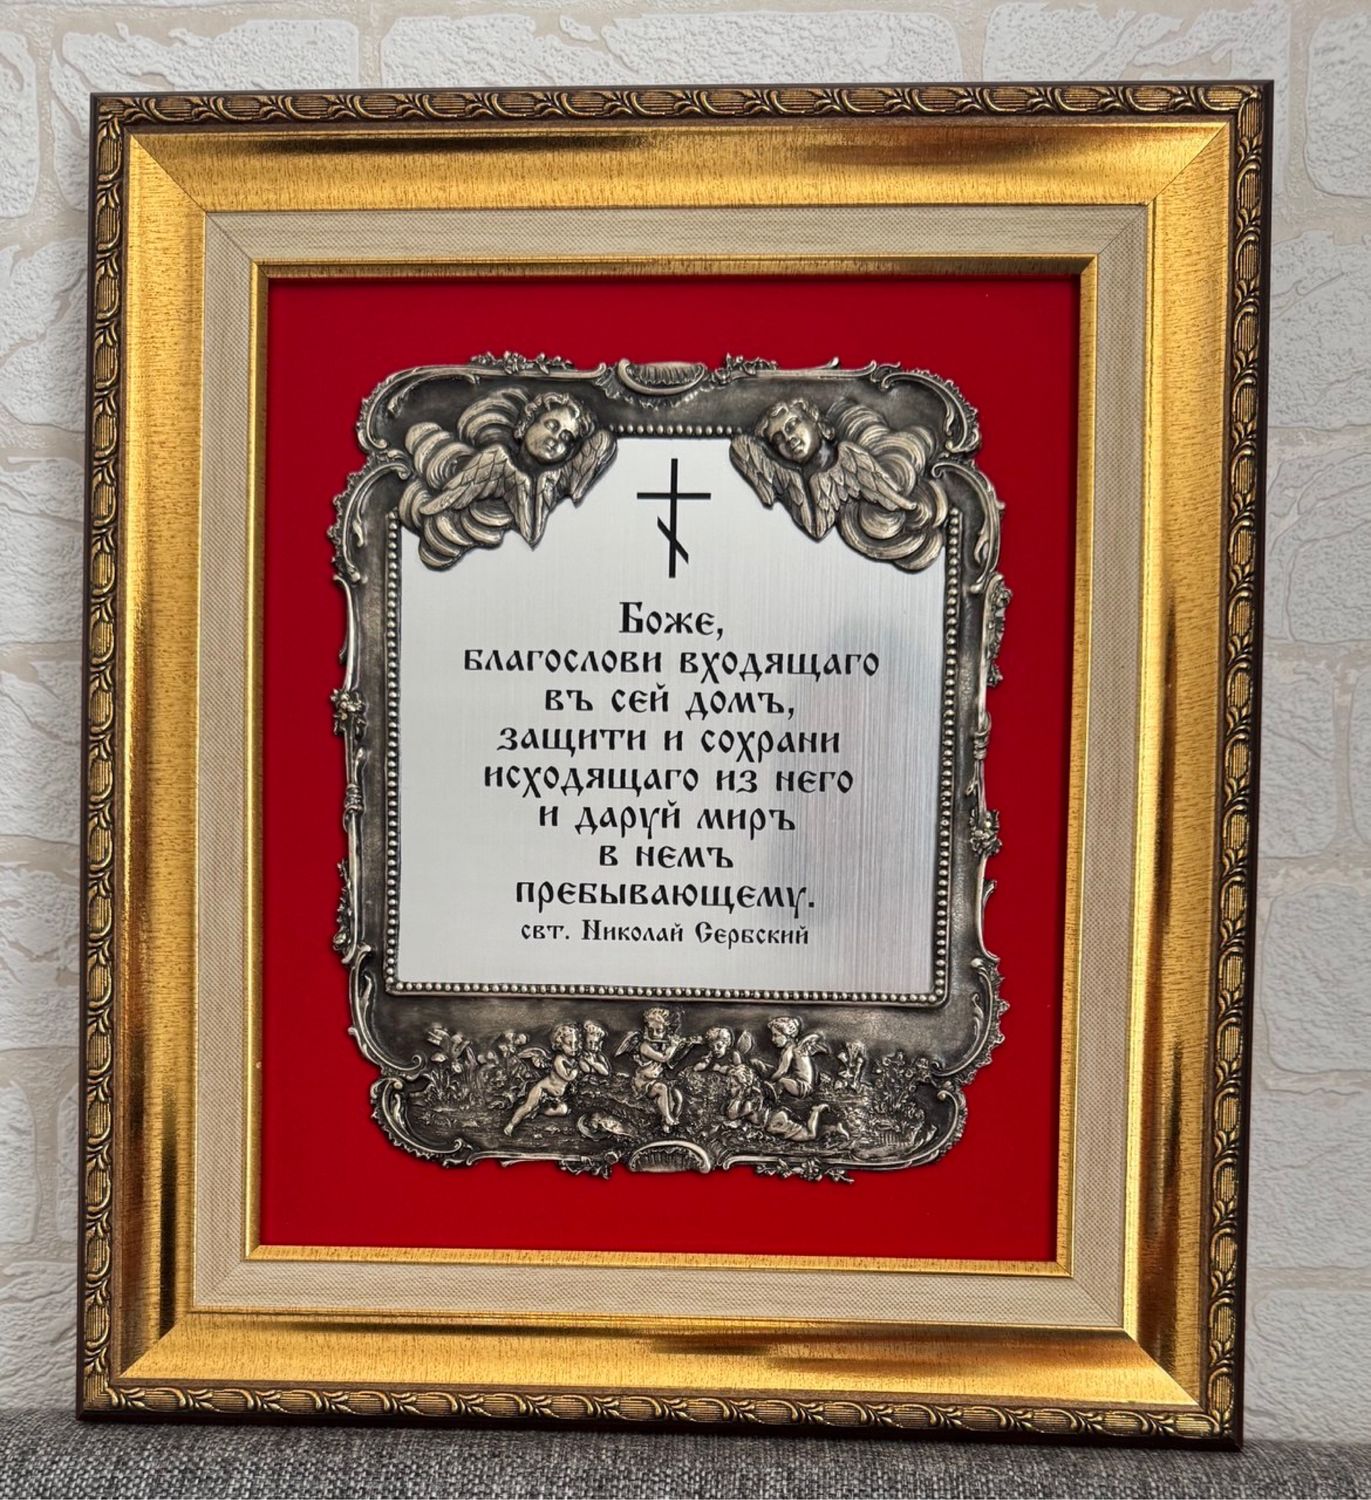 Боже,
благослови входящаго
въ сей домъ,
защити и сохрани
исходящаго из него
и даруй миръ
в немъ
пребывающему.
свт. Николай Сербский